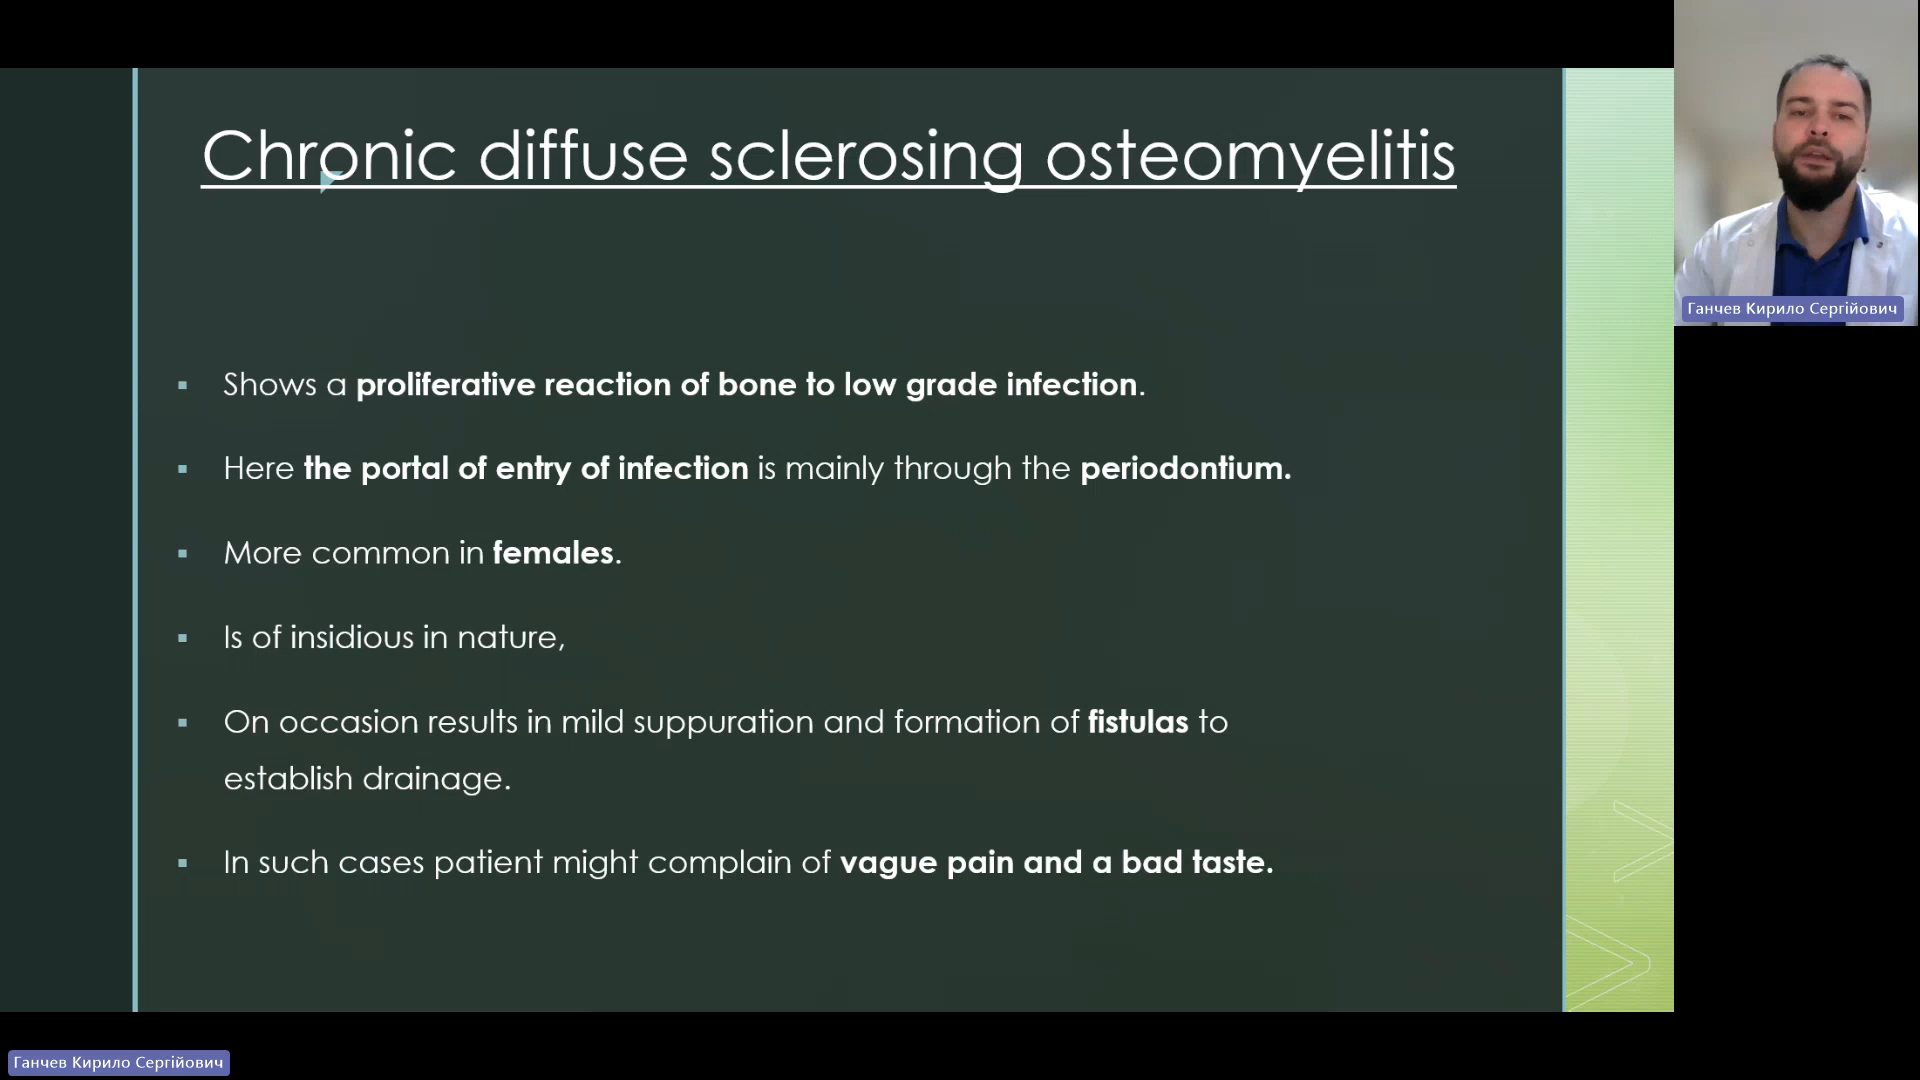 Chronic diffuse sclerosing osteomyelitis
Shows a proliferative reaction of bone to low grade infection.
Here the portal of entry of infection is mainly through the periodontium.
More common in females.
Is of insidious in nature,
On occasion results in mild suppuration and formation of fistulas to
establish drainage.
In such cases patient might complain of vague pain and a bad taste.
Ганчев Кирило Сергійович
Ганчев Кирило Сергійович